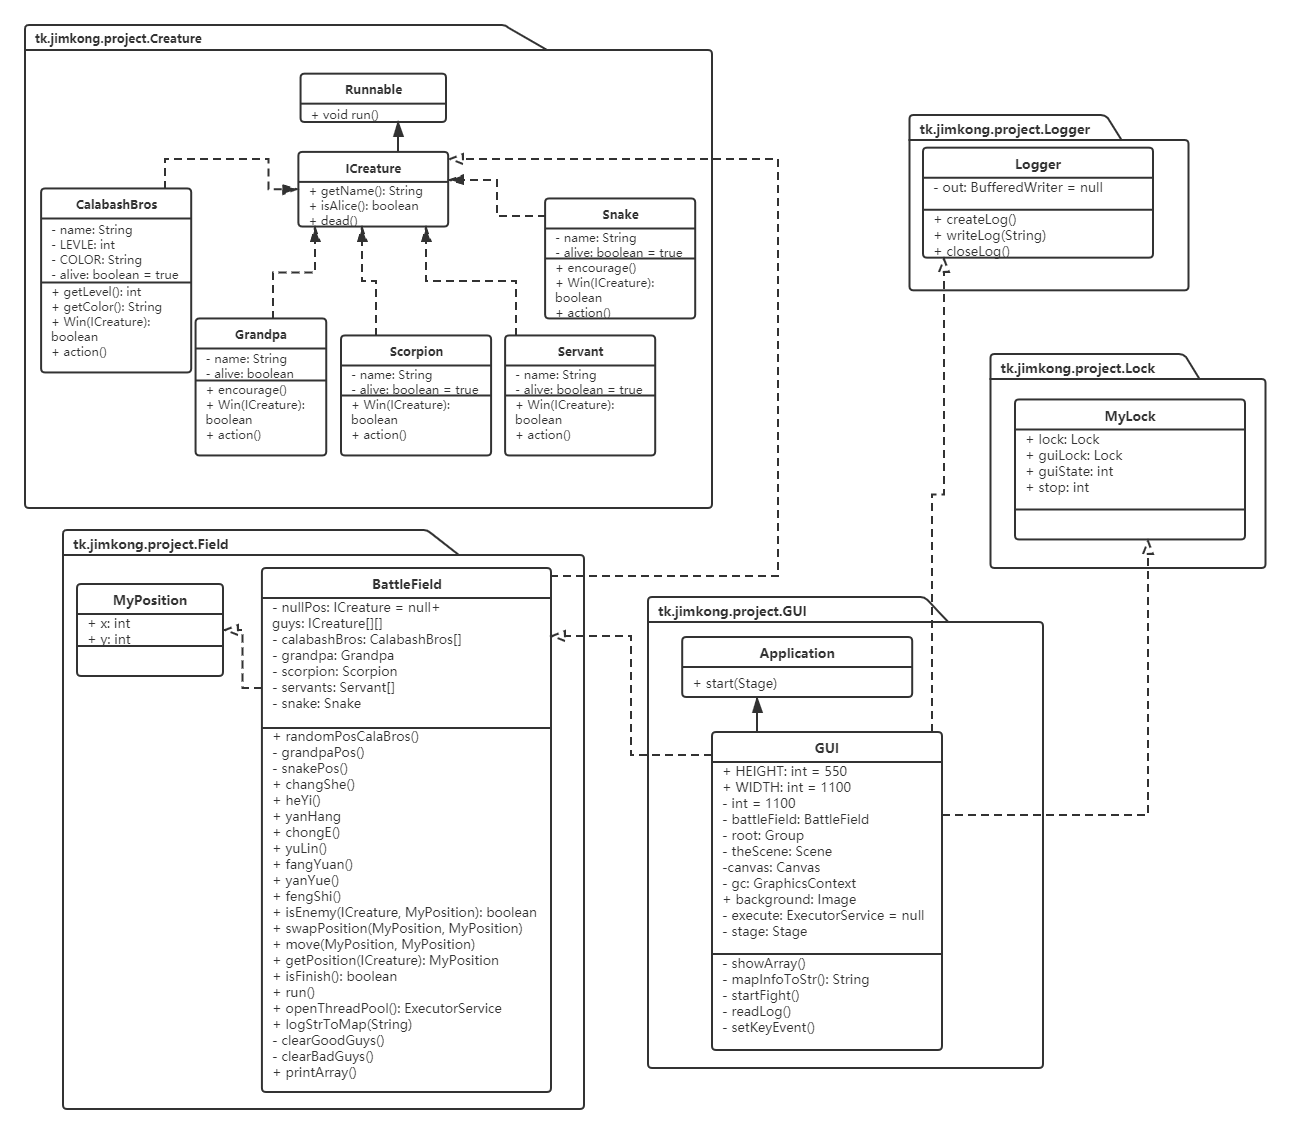 tk.jimkong.project.Creature
Runnable
+ void run()
ICreature
+ getName(): String
+ isAlice(): boolean
+ dead()
CalabashBros
- name: String
- LEVLE: int
- COLOR: String
- alive: boolean = true
+ getLevel(): int
+ getColor(): String
+ Win(ICreature):
boolean
+ action()
Snake
- name: String
- alive: boolean = true
+ encourage()
+ Win(ICreature):
boolean
+ action()
Grandpa
- name: String
- alive: boolean
+ encourage()
+ Win(ICreature):
boolean
+ action()
Scorpion
- name: String
- alive: boolean = true
+ Win(ICreature):
boolean
+ action()
Servant
- name: String
- alive: boolean = true
+ Win(ICreature):
boolean
+ action()
tk.jimkong.project.Logger
Logger
- out: BufferedWriter = null
+ createLog()
+ writeLog(String)
+ closeLog()
tk.jimkong.project.Lock
MyLock
+ lock: Lock
+ guiLock: Lock
+ guiState: int
+ stop: int
tk.jimkong.project.Field
MyPosition
+ x: int
+ y: int
BattleField
- nullPos: ICreature = null+
guys: ICreature[][]
- calabashBros: CalabashBros[]
- grandpa: Grandpa
- scorpion: Scorpion
- servants: Servant[]
- snake: Snake
+ randomPosCalaBros()
- grandpaPos()
- snakePos()
+ changShe()
+ heYi()
+ yanHang
+ chongE()
+ yuLin()
+ fangYuan()
+ yanYue()
+ fengShi()
+ isEnemy(ICreature, MyPosition): boolean
+ swapPosition(MyPosition, MyPosition)
+ move(MyPosition, MyPosition)
+ getPosition(ICreature): MyPosition
+ isFinish(): boolean
+ run()
+ openThreadPool(): ExecutorService
+ logStrToMap(String)
- clearGoodGuys()
- clearBadGuys()
+ printArray()
tk.jimkong.project.GUI
Application
+ start(Stage)
GUI
+ HEIGHT: int = 550
+ WIDTH: int = 1100
- int = 1100
- battleField: BattleField
- root: Group
- theScene: Scene
-canvas: Canvas
- gc: GraphicsContext
+ background: Image
- execute: ExecutorService = null
- stage: Stage
- showArray()
- mapInfoToStr(): String
- startFight()
- readLog()
- setKeyEvent()